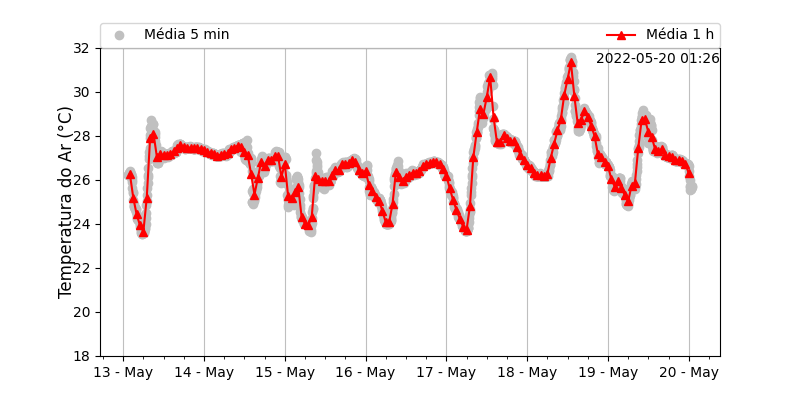 Média 5 min
Média 1 h
2022-05-20 01:26
Temperatura do Ar (°C)
32
30
28
26
24
22
20
18
13 - May
14 - May
15 - May
16 - May
17 - May
18 - May
19 - May
20 - May